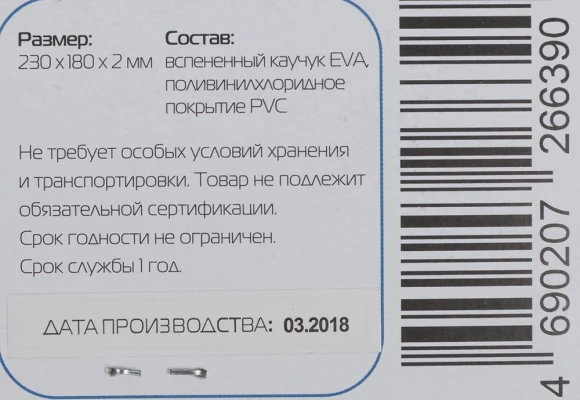 Размер:
230 x 180 x 2 мм
Состав:
вспененный каучук EVA,
поливинилхлоридное
покрытие PVC
Не требует особых условий хранения
и транспортировки. Товар не подлежит
обязательной сертификации.
Срок годности не ограничен.
Срок службы 1 год.
ДАТА ПРОИЗВОДСТВА: 03.2018
4 690207 266390